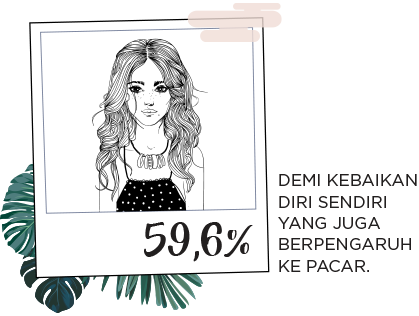 59,6%
DEMI KEBAIKAN
DIRI SENDIRI
YANG JUGA
BERPENGARUH
KE PACAR.